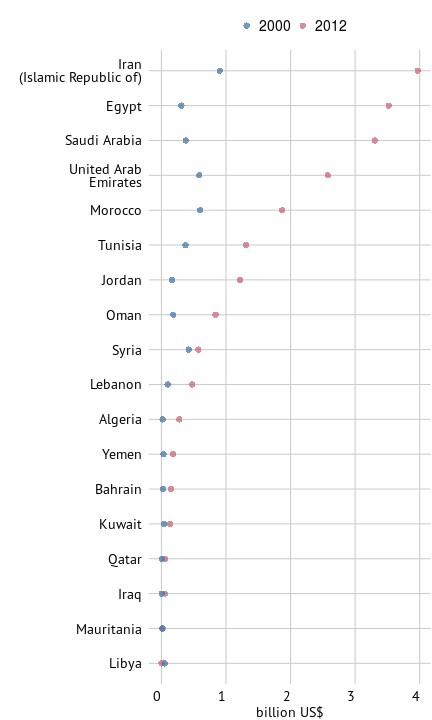 2000 2012
Iran
(Islamic Republic of)
Egypt
Saudi Arabia
United Arab
Emirates
Morocco
Tunisia
Jordan
Oman
Syria
Lebanon
Algeria
Yemen
Bahrain
Kuwait
Qatar
Iraq
Mauritania
Libya
0 1 2 3 4
billion US$